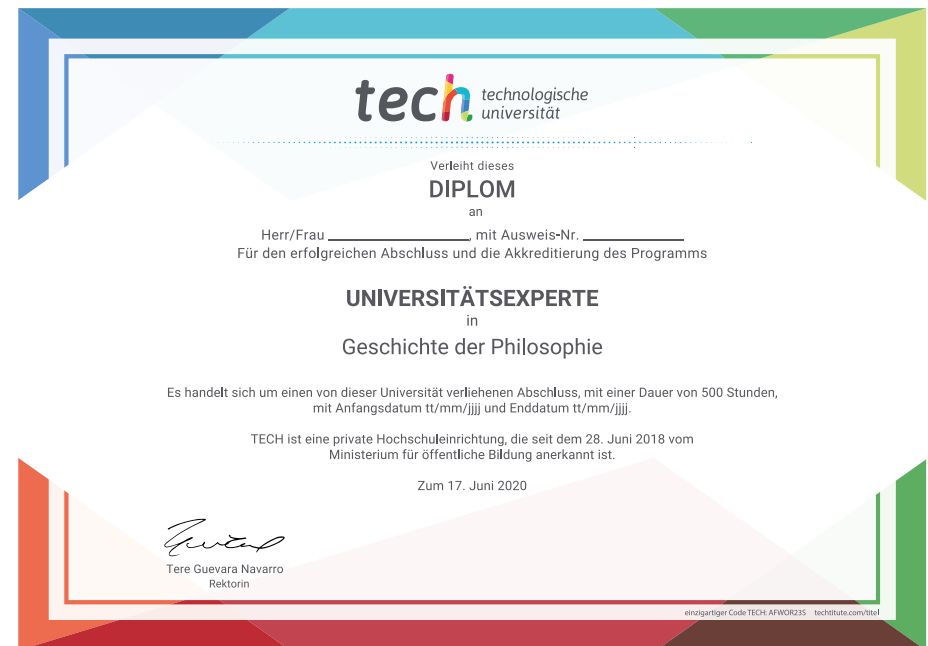 tech technologische
universität
Verleiht dieses
DIPLOM
an
Herr/Frau ____________________, mit Ausweis-Nr. ______________
Für den erfolgreichen Abschluss und die Akkreditierung des Programms
UNIVERSITÄTSEXPERTE
in
Geschichte der Philosophie
Es handelt sich um einen von dieser Universität verliehenen Abschluss, mit einer Dauer von 500 Stunden,
mit Anfangsdatum tt/mm/jjjj und Enddatum tt/mm/jjjj.
TECH ist eine private Hochschuleinrichtung, die seit dem 28. Juni 2018 vom
Ministerium für öffentliche Bildung anerkannt ist.
Zum 17. Juni 2020
Tere Guevara Navarro
Rektorin
einzigartiger Code TECH: AFWOR23S techtitute.com/titel